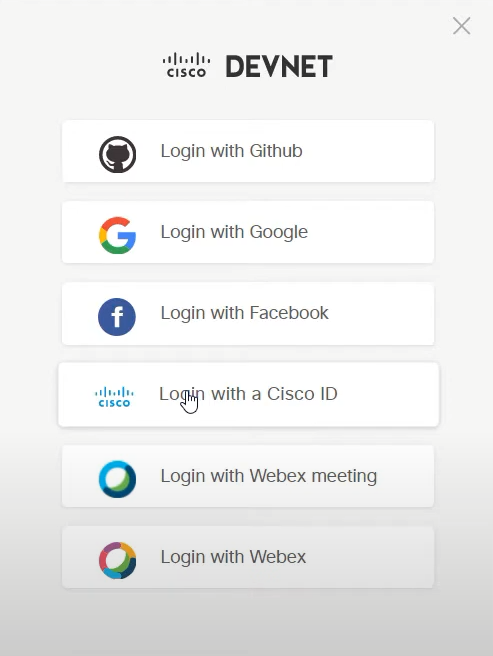 CISCO DEVNET
Login with Github
Login with Google
f Login with Facebook
CISCO Login with a Cisco ID
Login with Webex meeting
Login with Webex